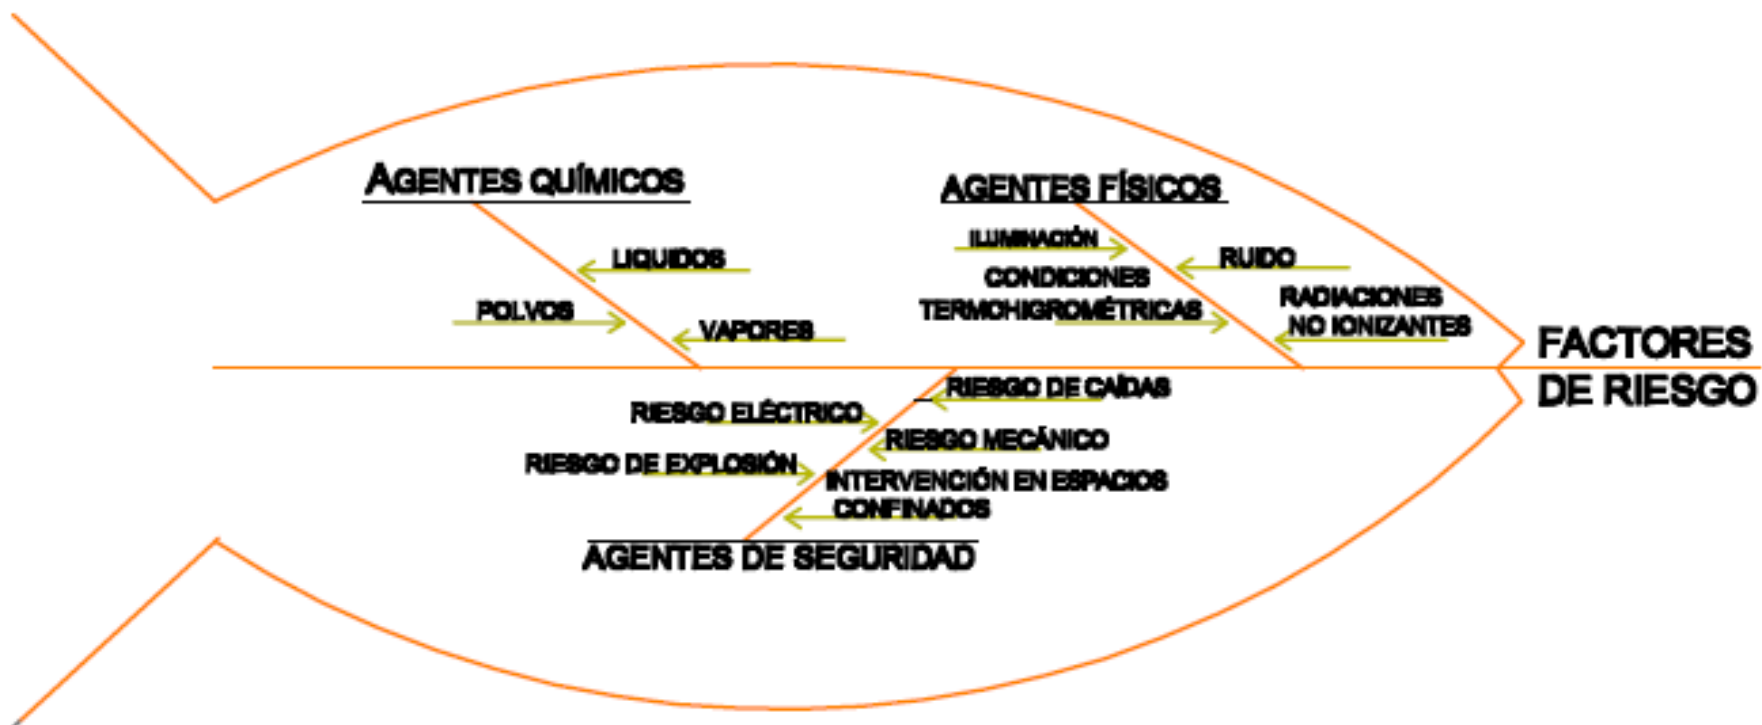 AGENTES QUÍMICOS
LIQUIDOS
POLVOS
VAPORES
AGENTES FÍSICOS
ILUMINACIÓN
RUIDO
CONDICIONES
TERMOHIGROMÉTRICAS
RADIACIONES
NO IONIZANTES
FACTORES
DE RIESGO
RIESGO DE CAÍDAS
RIESGO ELÉCTRICO
RIESGO MECÁNICO
RIESGO DE EXPLOSIÓN
INTERVENCIÓN EN ESPACIOS
CONFINADOS
AGENTES DE SEGURIDAD